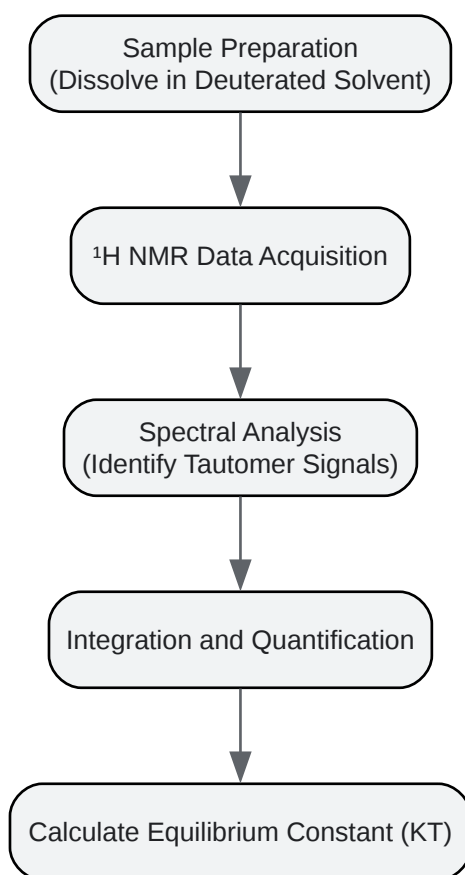 Sample Preparation
(Dissolve in Deuterated Solvent)
¹H NMR Data Acquisition
Spectral Analysis
(Identify Tautomer Signals)
Integration and Quantification
Calculate Equilibrium Constant (KT)